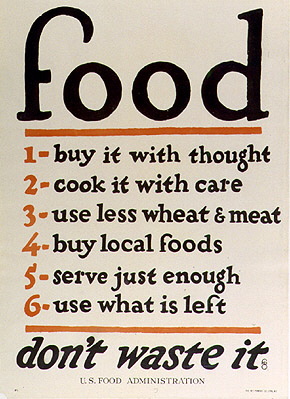 food
1-buy it with thought
2-cook it with care
3-use less wheat & meat
4-buy local foods
5-serve just enough
6-use what is left
don't waste it
U.S. FOOD ADMINISTRATION